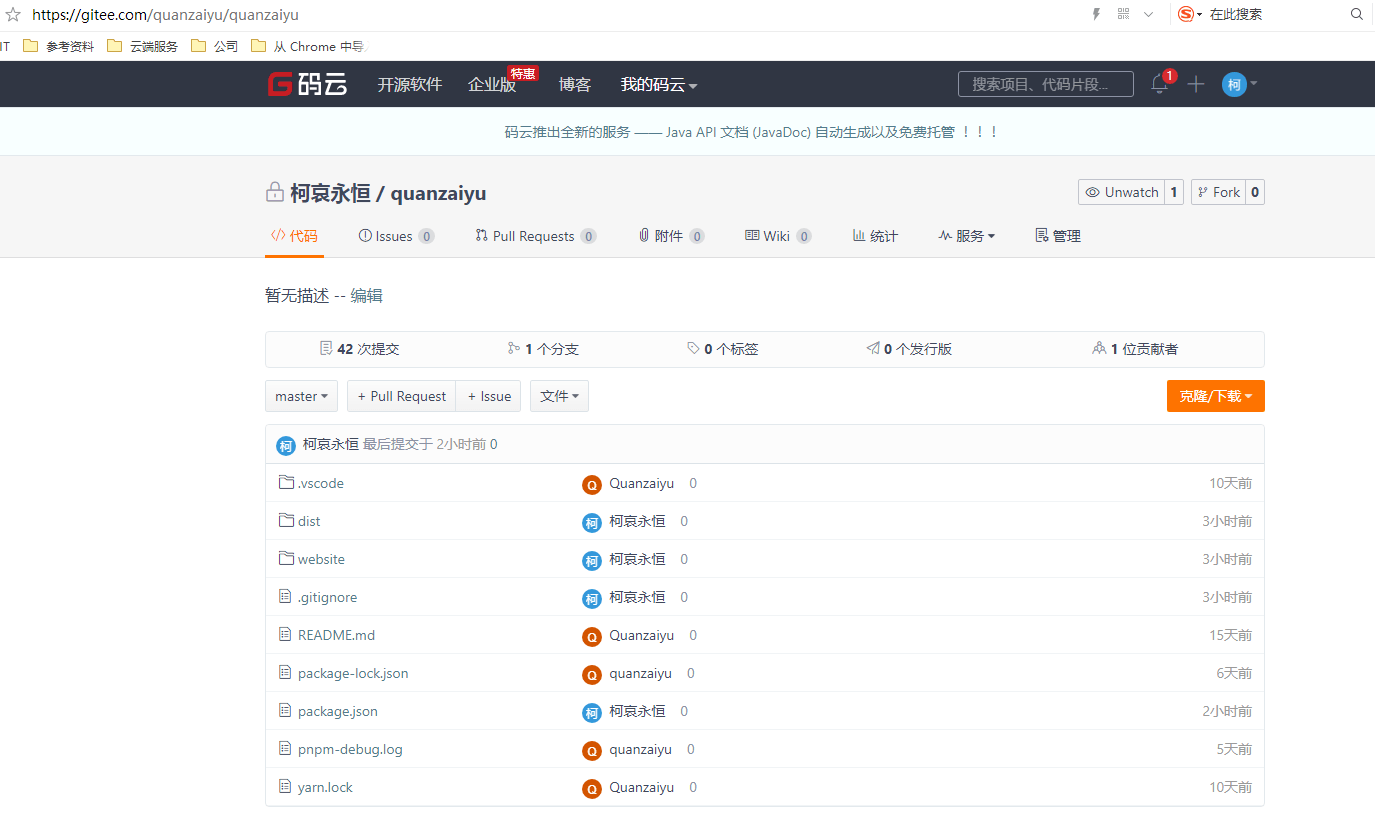 https://gitee.com/quanzaiyu/quanzaiyu 在此搜索
IT 参考资料 云端服务 公司 从 Chrome 中导
码云 开源软件 企业版 特惠 博客 我的码云 搜索项目、代码片段... 1 柯
码云推出全新的服务 —— Java API 文档 (JavaDoc) 自动生成以及免费托管 ！！！
柯哀永恒 / quanzaiyu Unwatch 1 Fork 0
代码 Issues 0 Pull Requests 0 附件 0 Wiki 0 统计 服务 管理
暂无描述 -- 编辑
42 次提交 1 个分支 0 个标签 0 个发行版 1 位贡献者
master + Pull Request + Issue 文件 克隆/下载
柯 柯哀永恒 最后提交于 2小时前 0
.vscode Q Quanzaiyu 0 10天前
dist 柯 柯哀永恒 0 3小时前
website 柯 柯哀永恒 0 3小时前
.gitignore 柯 柯哀永恒 0 3小时前
README.md Q Quanzaiyu 0 15天前
package-lock.json Q quanzaiyu 0 6天前
package.json 柯 柯哀永恒 0 2小时前
pnpm-debug.log Q quanzaiyu 0 5天前
yarn.lock Q Quanzaiyu 0 10天前